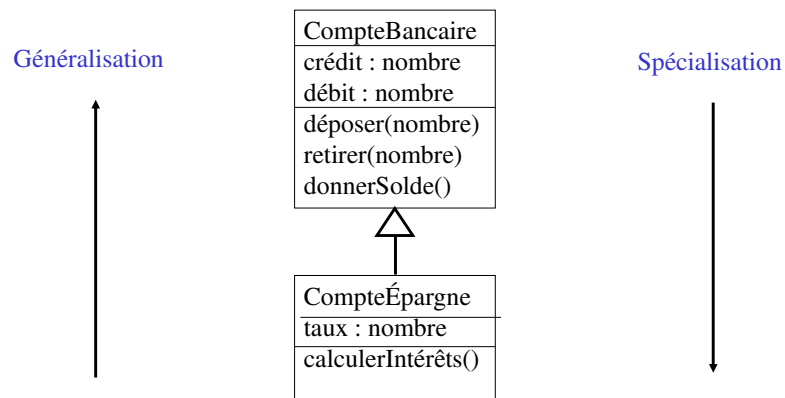 Généralisation
CompteBancaire
crédit : nombre
débit : nombre
déposer(nombre)
retirer(nombre)
donnerSolde()
Spécialisation
CompteÉpargne
taux : nombre
calculerIntérêts()